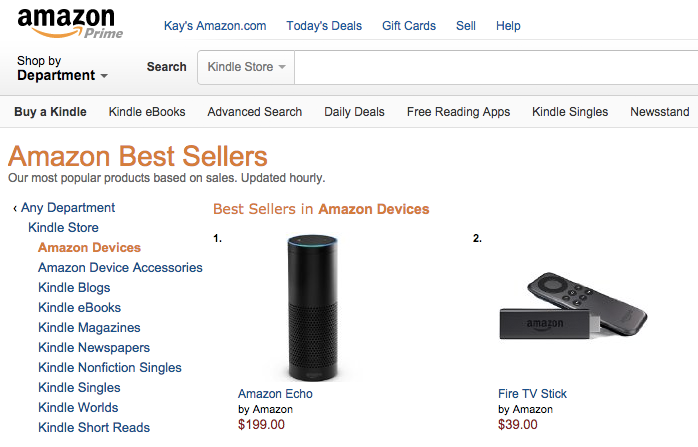 amazon
Prime
Kay's Amazon.com Today's Deals Gift Cards Sell Help
Shop by
Department
Search Kindle Store
Buy a Kindle Kindle eBooks Advanced Search Daily Deals Free Reading Apps Kindle Singles Newsstand
Amazon Best Sellers
Our most popular products based on sales. Updated hourly.
‹ Any Department
Kindle Store
Amazon Devices
Amazon Device Accessories
Kindle Blogs
Kindle eBooks
Kindle Magazines
Kindle Newspapers
Kindle Nonfiction Singles
Kindle Singles
Kindle Worlds
Kindle Short Reads
Best Sellers in Amazon Devices
1.
Amazon Echo
by Amazon
$199.00
2.
amazon
Fire TV Stick
by Amazon
$39.00